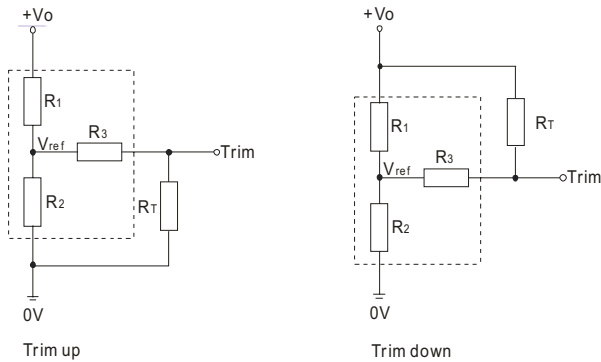 +Vo
R1
Vref
R3
Trim
R2
RT
0V
Trim up
+Vo
R1
RT
Vref
R3
Trim
R2
0V
Trim down